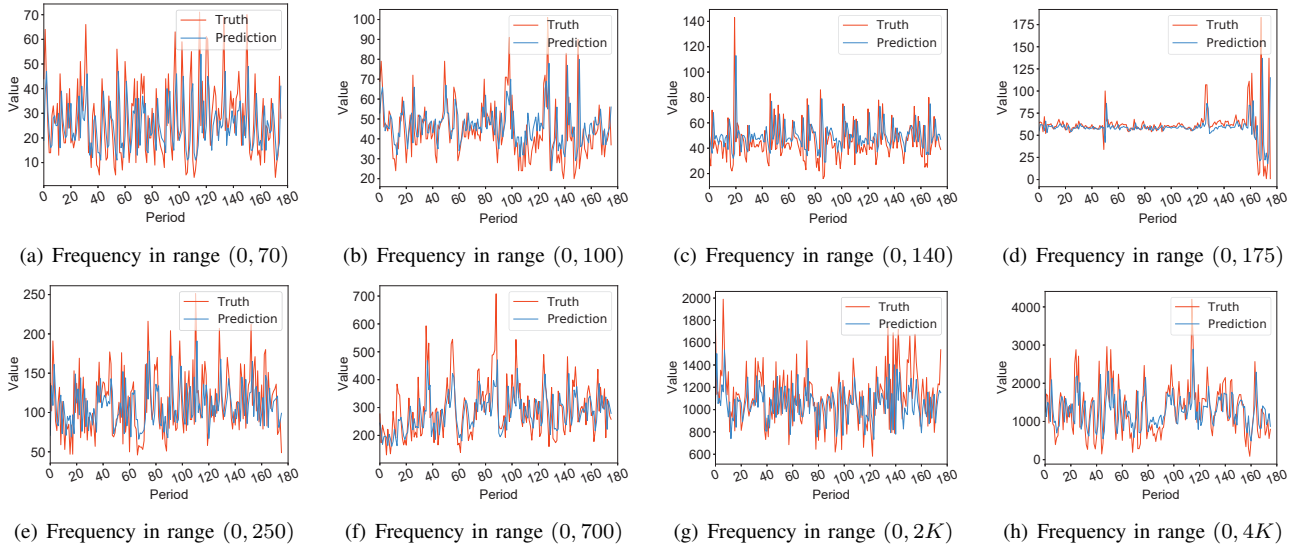 70
60
50
40
30
20
10
Value
Truth
Prediction
0 20 40 60 80 100 120 140 160 180
Period
(a) Frequency in range (0, 70)
100
90
80
70
60
50
40
30
20
Value
Truth
Prediction
0 20 40 60 80 100 120 140 160 180
Period
(b) Frequency in range (0, 100)
140
120
100
80
60
40
20
Value
Truth
Prediction
0 20 40 60 80 100 120 140 160 180
Period
(c) Frequency in range (0, 140)
175
150
125
100
75
50
25
0
Value
Truth
Prediction
0 20 40 60 80 100 120 140 160 180
Period
(d) Frequency in range (0, 175)
250
200
150
100
50
Value
Truth
Prediction
0 20 40 60 80 100 120 140 160 180
Period
(e) Frequency in range (0, 250)
700
600
500
400
300
200
Value
Truth
Prediction
0 20 40 60 80 100 120 140 160 180
Period
(f) Frequency in range (0, 700)
2000
1800
1600
1400
1200
1000
800
600
Value
Truth
Prediction
0 20 40 60 80 100 120 140 160 180
Period
(g) Frequency in range (0, 2K)
4000
3000
2000
1000
0
Value
Truth
Prediction
0 20 40 60 80 100 120 140 160 180
Period
(h) Frequency in range (0, 4K)